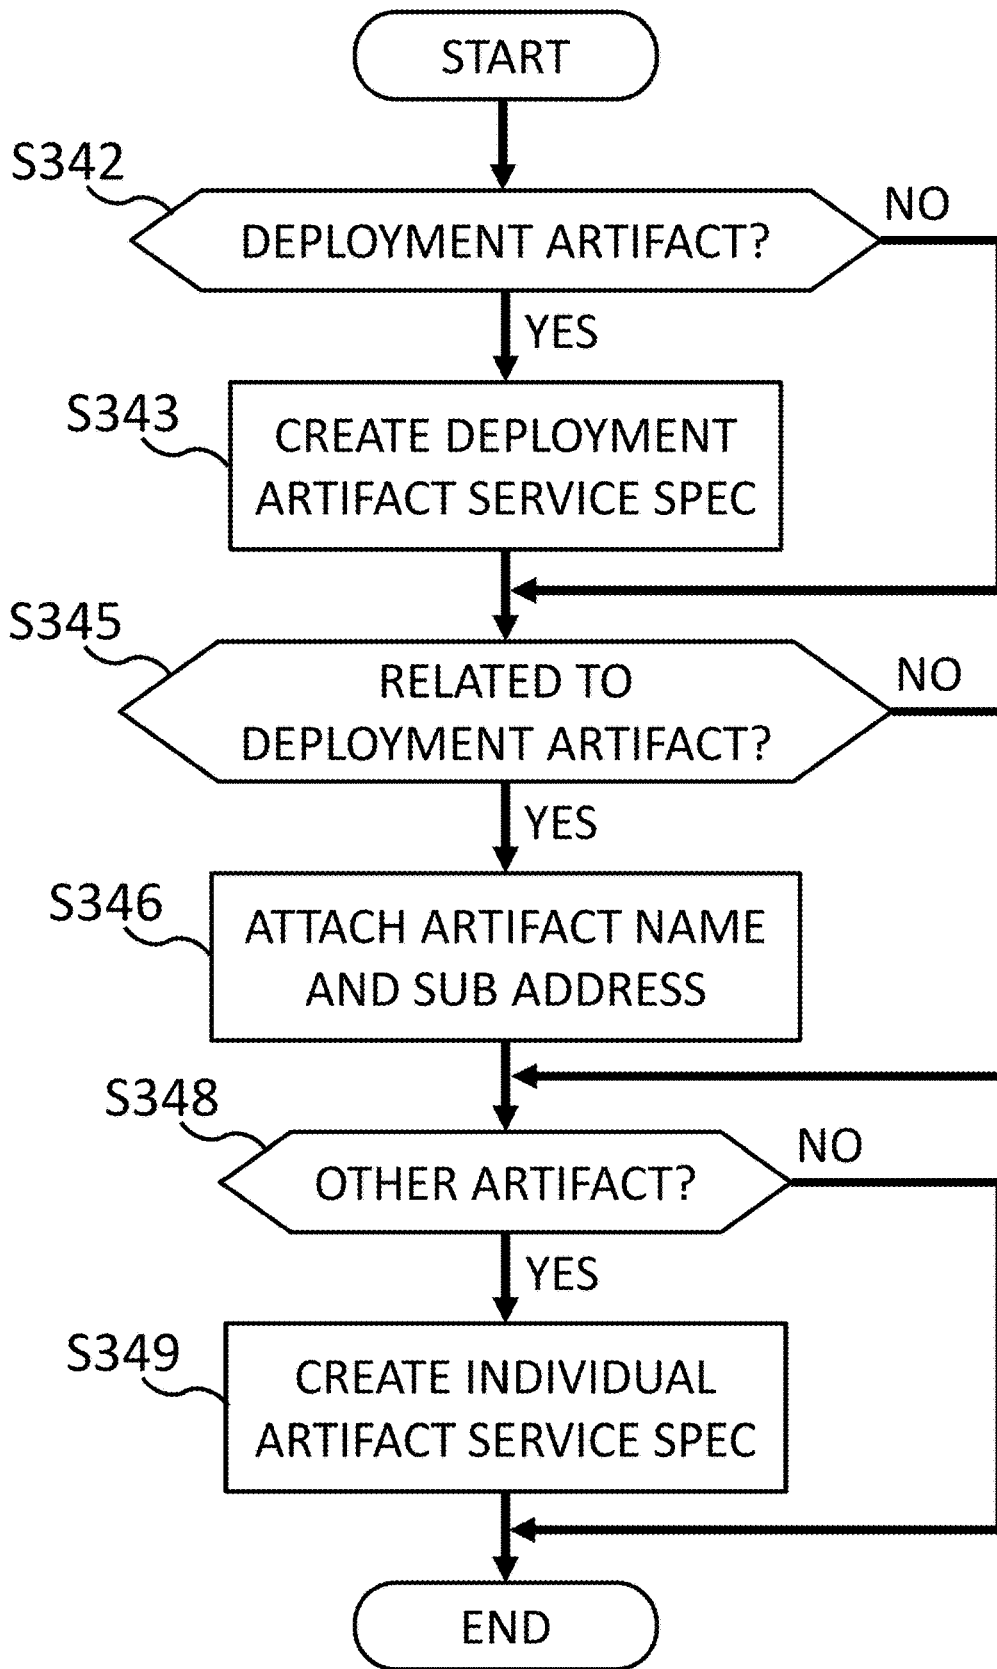 START
S342
DEPLOYMENT ARTIFACT?
NO
YES
S343
CREATE DEPLOYMENT
ARTIFACT SERVICE SPEC
S345
RELATED TO
DEPLOYMENT ARTIFACT?
NO
YES
S346
ATTACH ARTIFACT NAME
AND SUB ADDRESS
S348
OTHER ARTIFACT?
NO
YES
S349
CREATE INDIVIDUAL
ARTIFACT SERVICE SPEC
END